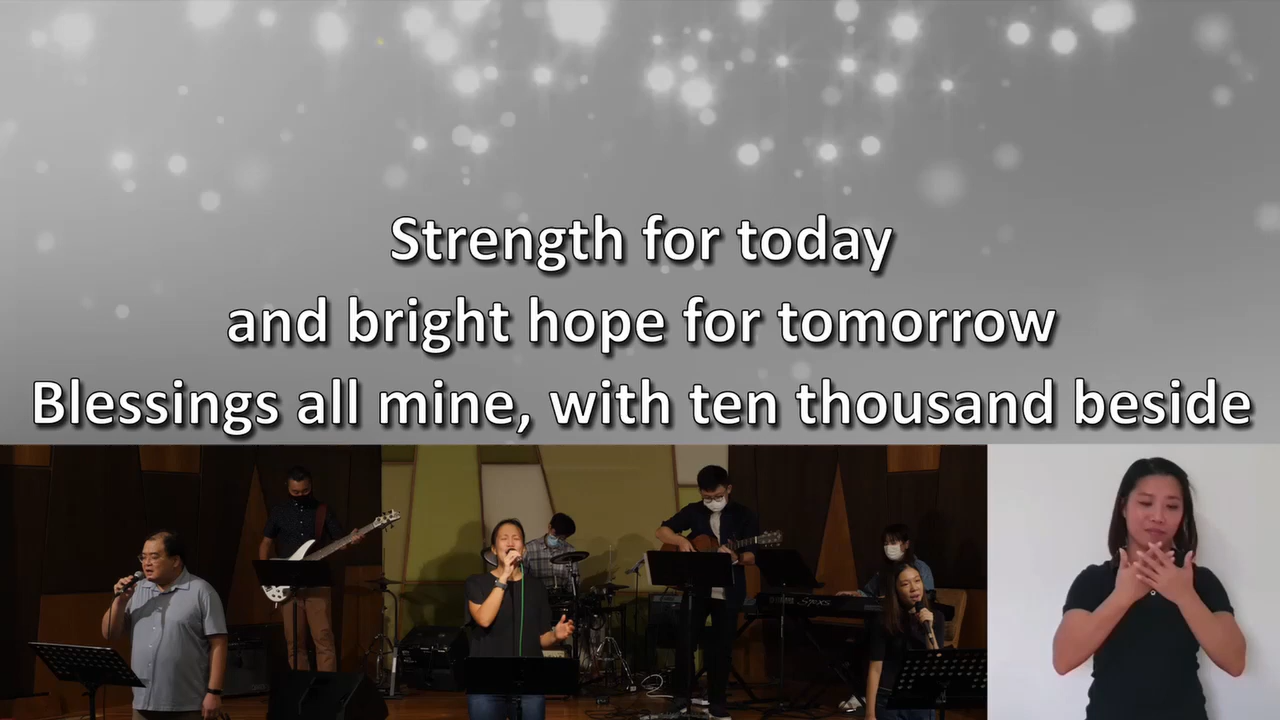 Strength for today
and bright hope for tomorrow
Blessings all mine, with ten thousand beside